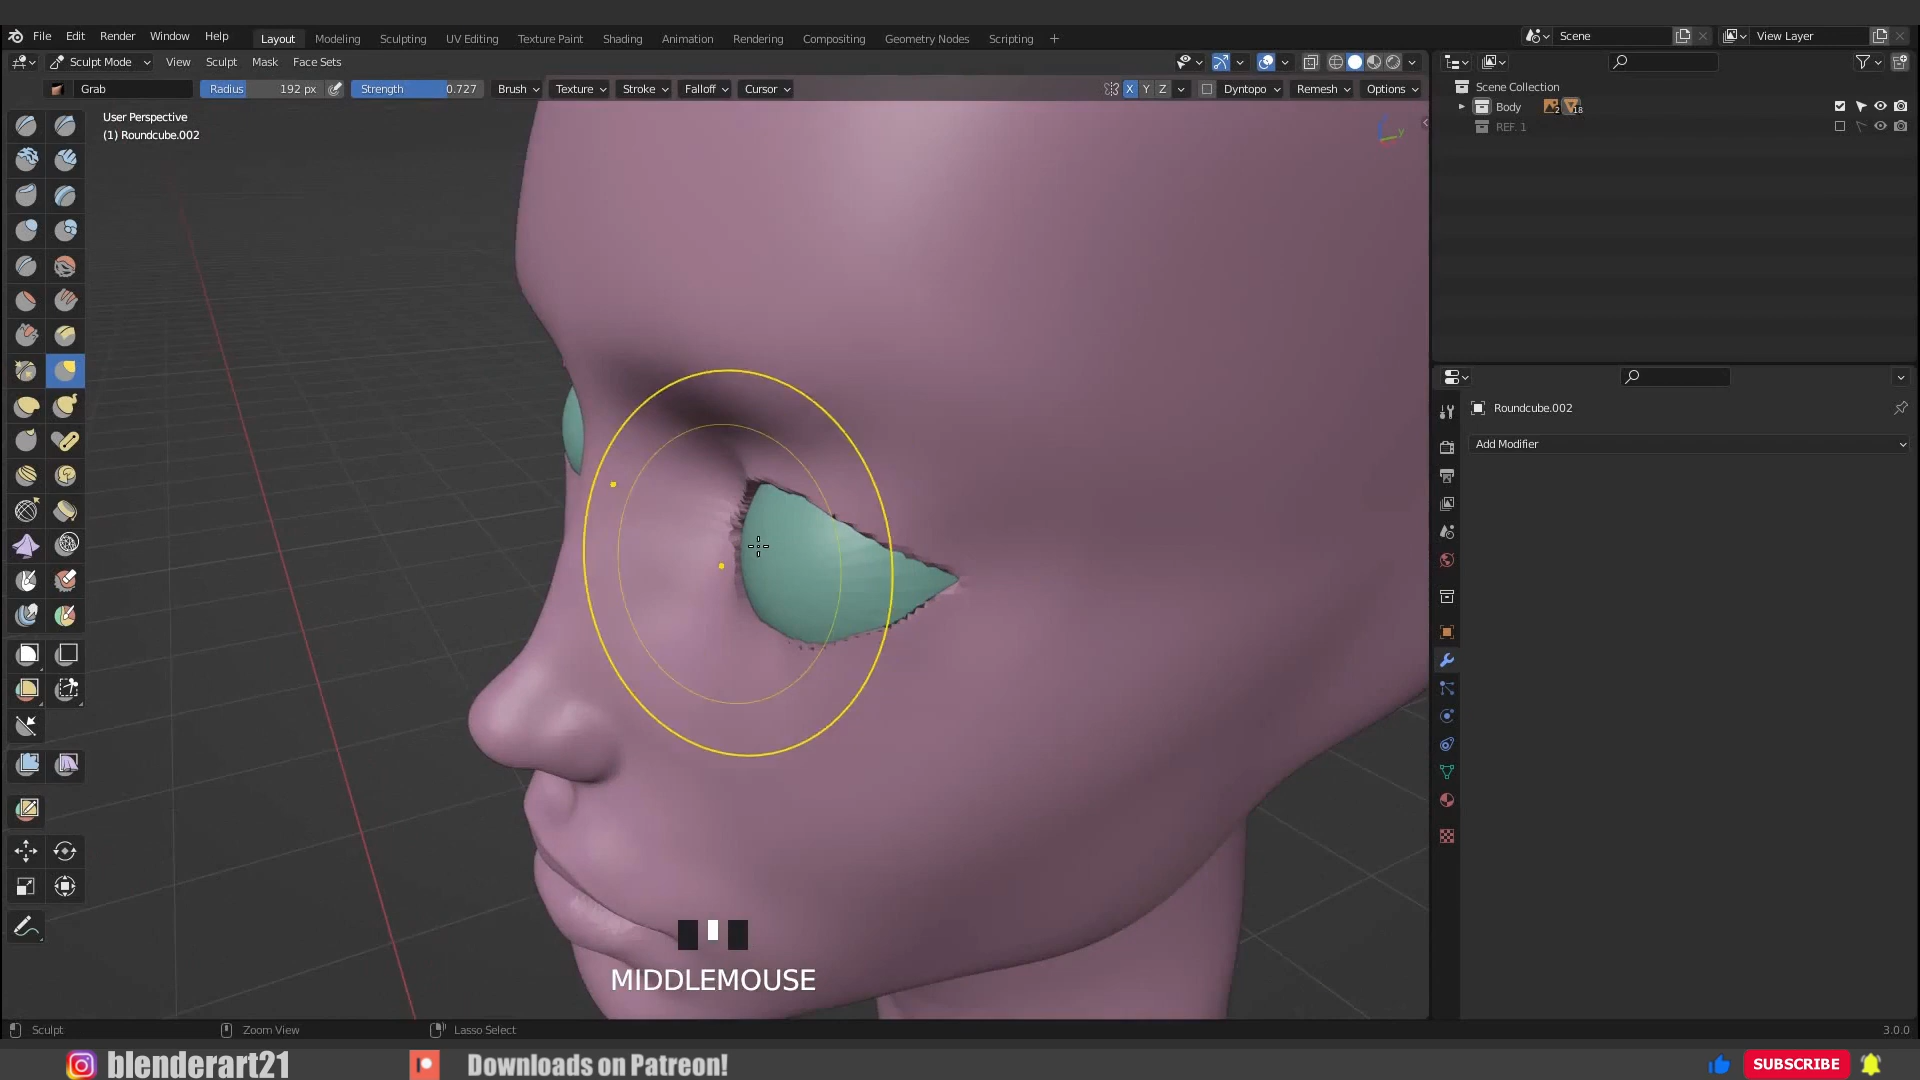 File Edit Render Window Help Layout Modeling Sculpting UV Editing Texture Paint Shading Animation Rendering Compositing Geometry Nodes Scripting + Scene View Layer
Sculpt Mode View Sculpt Mask Face Sets
Grab Radius 192 px Strength 0.727 Brush Texture Stroke Falloff Cursor X Y Z Dyntopo Remesh Options
Scene Collection
Body 2 18
REF. 1
User Perspective
(1) Roundcube.002
y
Roundcube.002
Add Modifier
MIDDLEMOUSE
Sculpt Zoom View Lasso Select 3.0.0
blenderart21 Downloads on Patreon! SUBSCRIBE